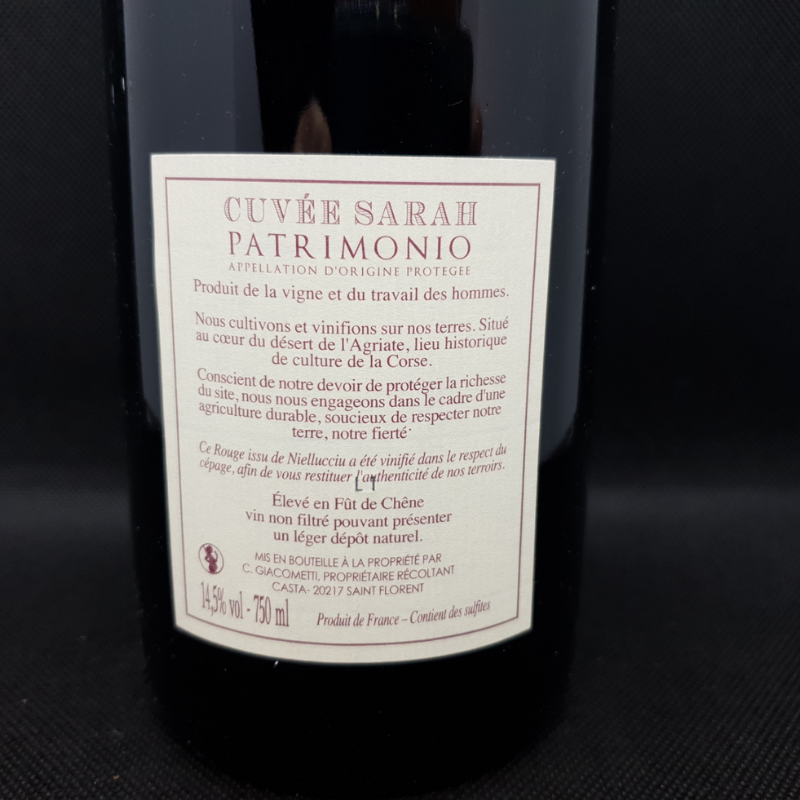 CUVÉE SARAH
PATRIMONIO
APPELLATION D'ORIGINE PROTEGEE
Produit de la vigne et du travail des hommes.
Nous cultivons et vinifions sur nos terres. Situé
au cœur du désert de l'Agriate, lieu historique
de culture de la Corse.
Conscient de notre devoir de protéger la richesse
du site, nous nous engageons dans le cadre d'une
agriculture durable, soucieux de respecter notre
terre, notre fierté.
Ce Rouge issu de Niellucciu a été vinifié dans le respect du
cépage, afin de vous restituer l'authenticité de nos terroirs.
L1
Élevé en Fût de Chêne
vin non filtré pouvant présenter
un léger dépôt naturel.
MIS EN BOUTEILLE À LA PROPRIÉTÉ PAR
C. GIACOMETTI, PROPRIÉTAIRE RÉCOLTANT
CASTA- 20217 SAINT FLORENT
14,5% vol - 750 ml
Produit de France – Contient des sulfites